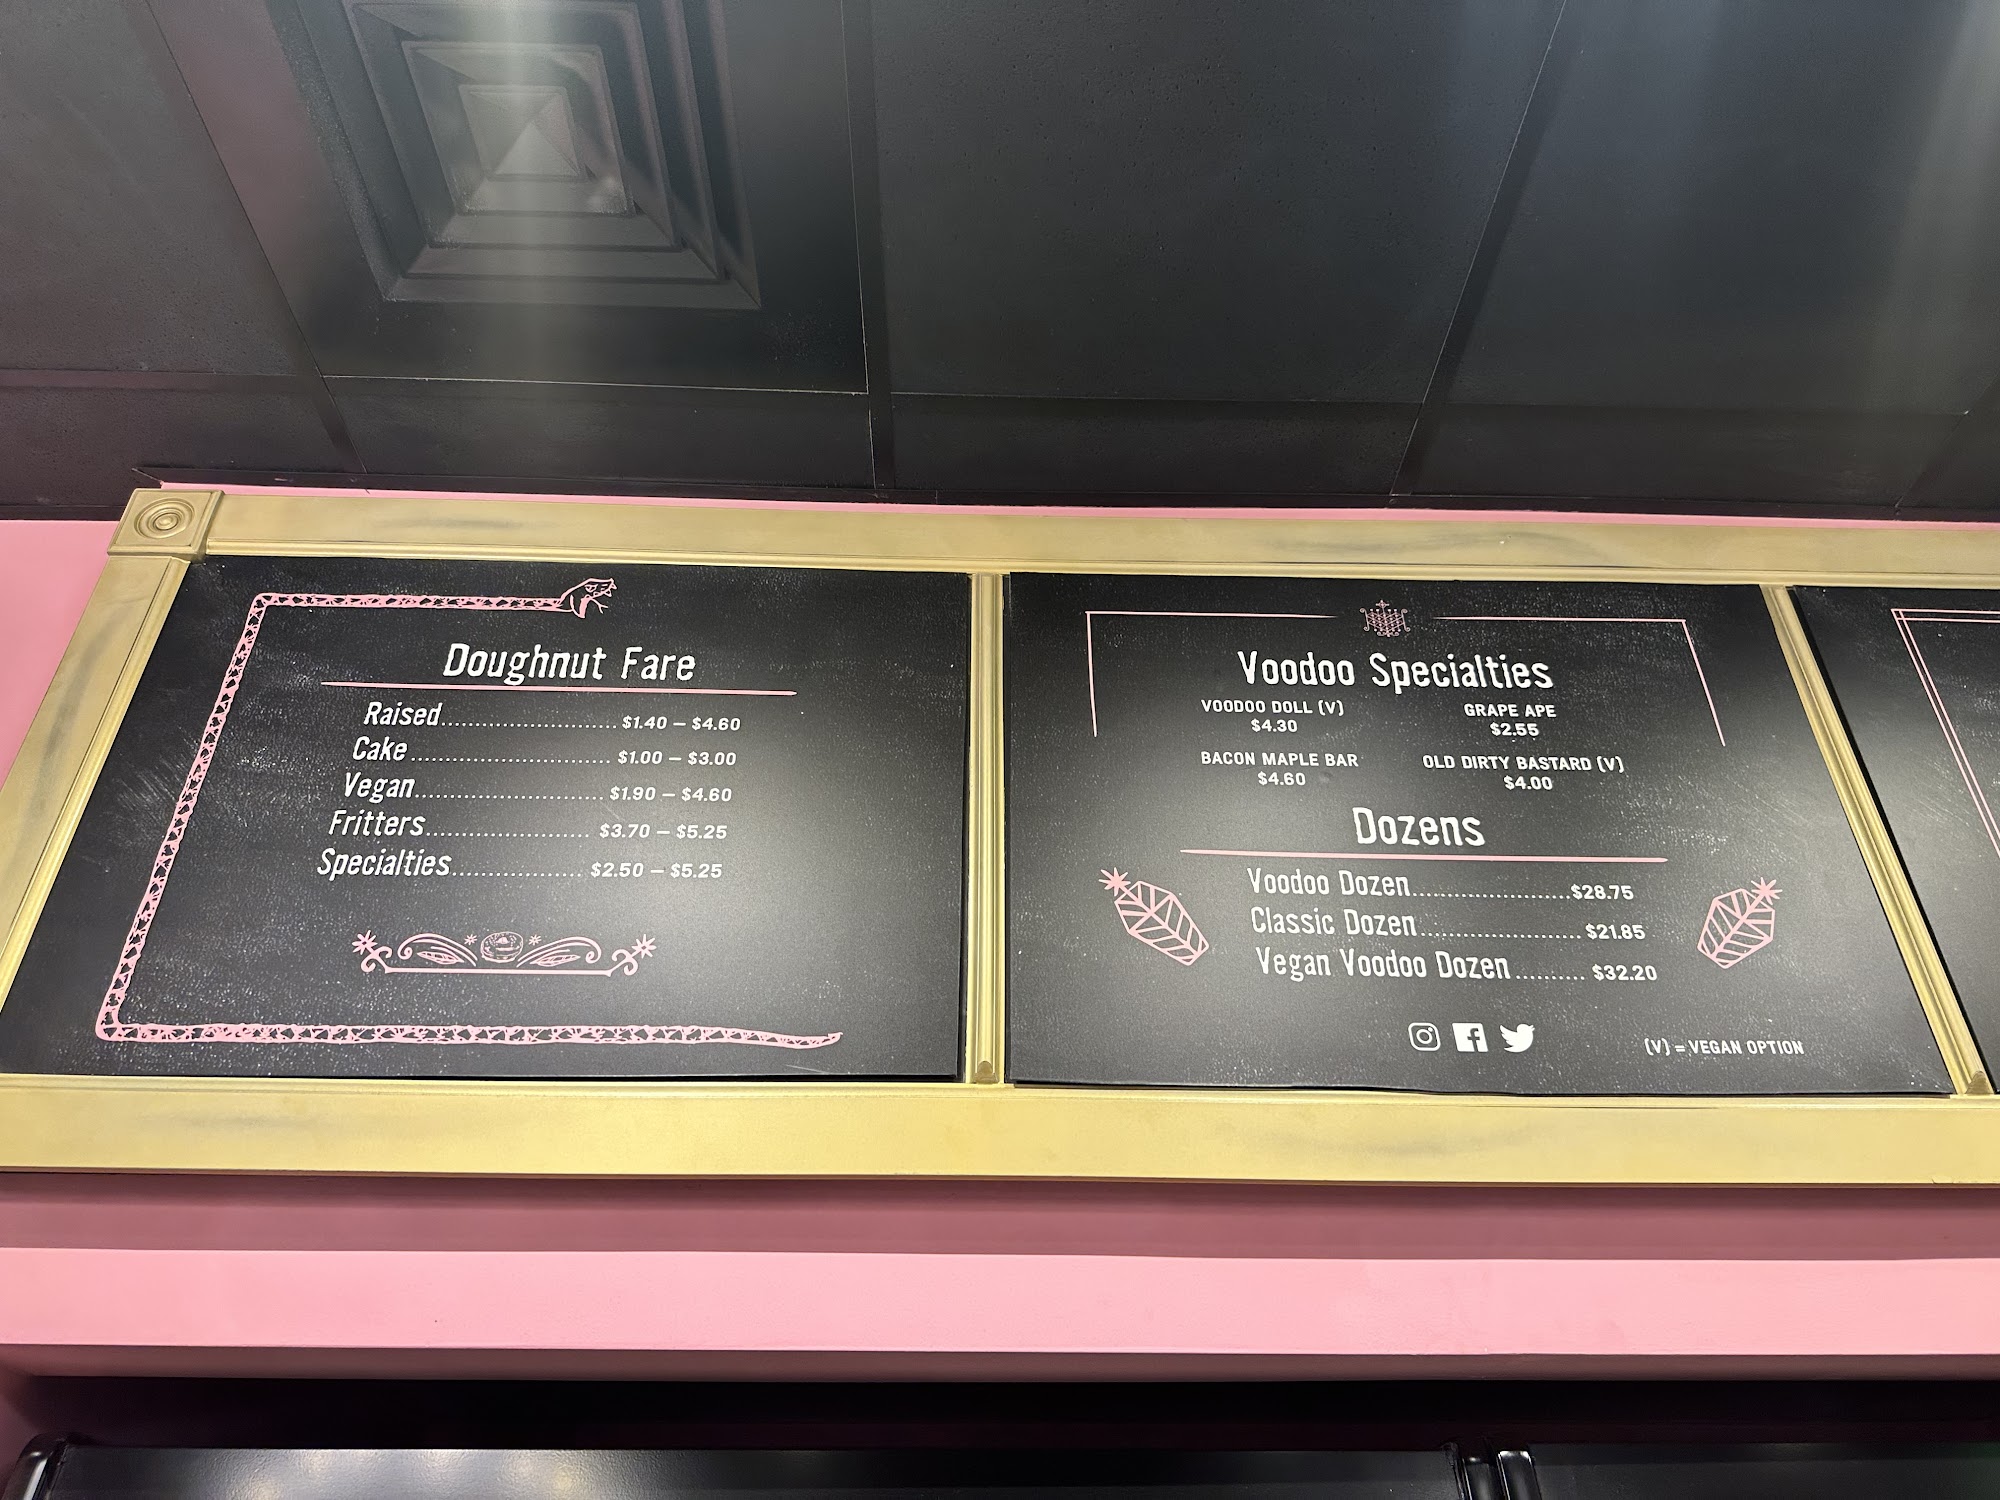 Doughnut Fare
Raised.......................... $1.40 – $4.60
Cake ............................. $1.00 – $3.00
Vegan........................... $1.90 – $4.60
Fritters........................ $3.70 – $5.25
Specialties................... $2.50 – $5.25
Voodoo Specialties
VOODOO DOLL (V)
$4.30
GRAPE APE
$2.55
BACON MAPLE BAR
$4.60
OLD DIRTY BASTARD (V)
$4.00
Dozens
Voodoo Dozen.......................$28.75
Classic Dozen....................... $21.85
Vegan Voodoo Dozen.......... $32.20
(V) = VEGAN OPTION